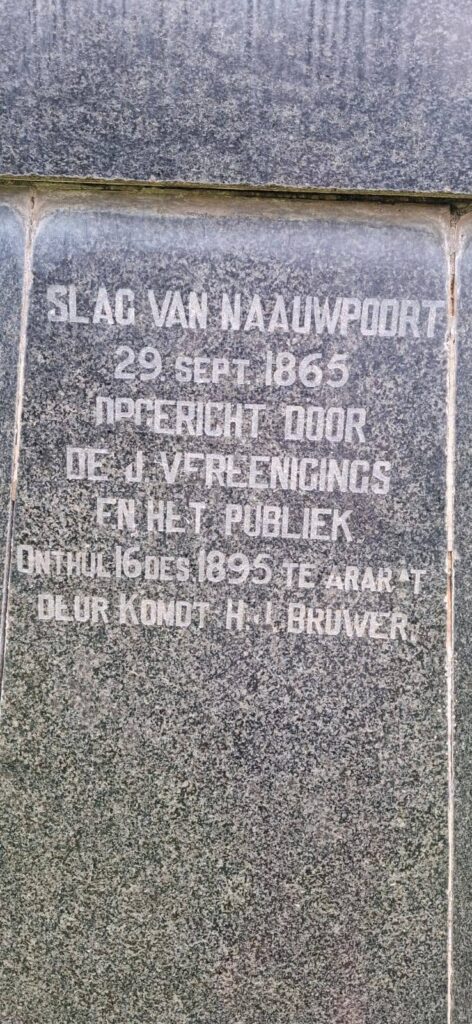 SLAG VAN NAAUWPOORT
29 SEPT. 1865
OPGERICHT DOOR
DE J. VEREENIGINGS
EN HET PUBLIEK
ONTHUL 16 DES. 1895 TE ARARAT
DEUR KOMDT H.J. BRUWER.